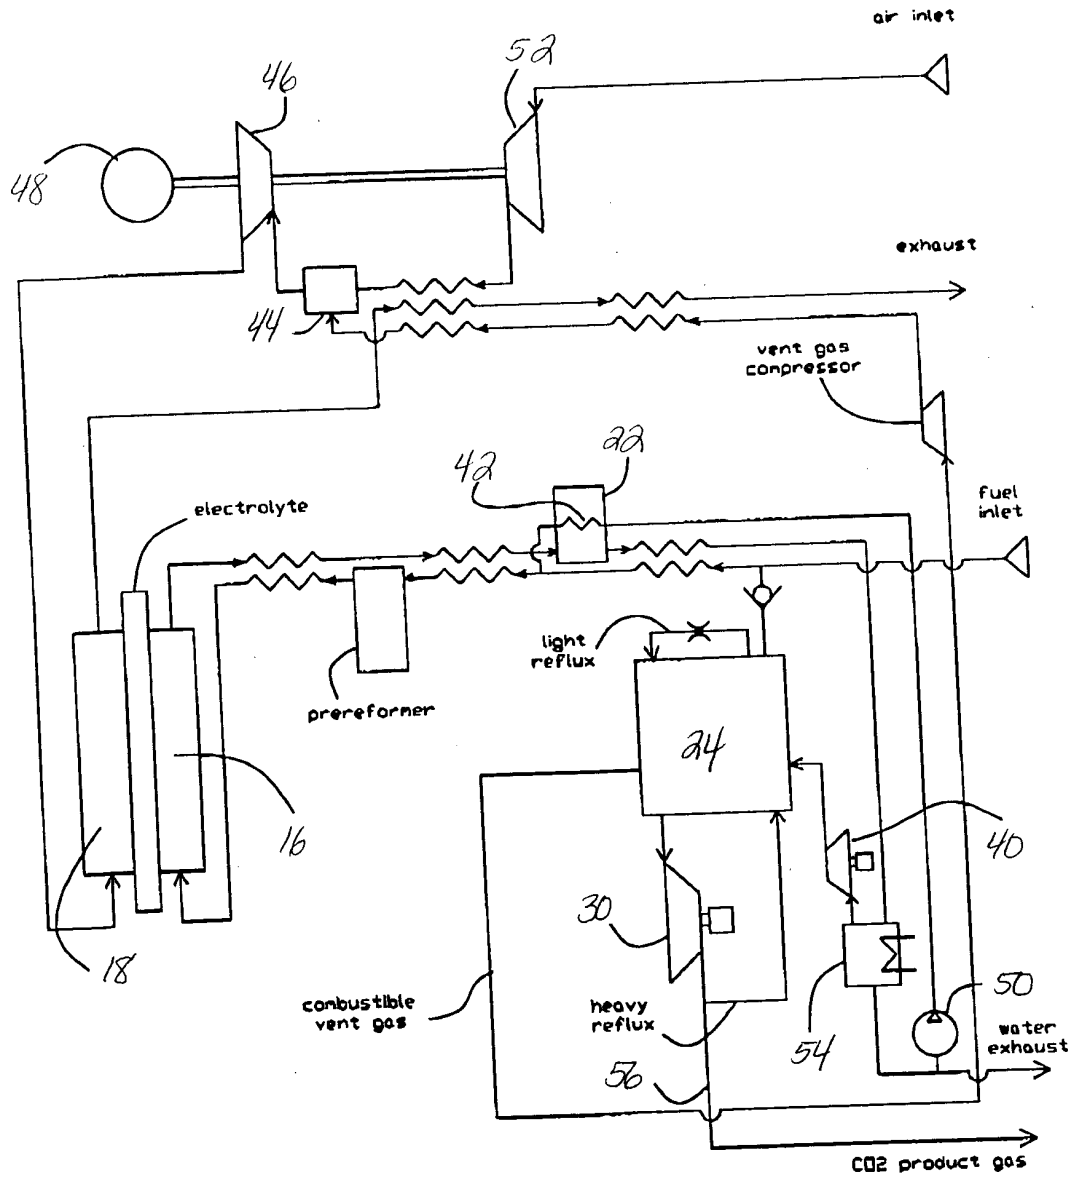 air inlet
52
46
48
exhaust
44
vent gas
compressor
22
42
fuel
inlet
electrolyte
light
reflux
prereformer
24
16
40
30
18
combustible
vent gas
heavy
reflux
50
54
water
exhaust
56
CO2 product gas